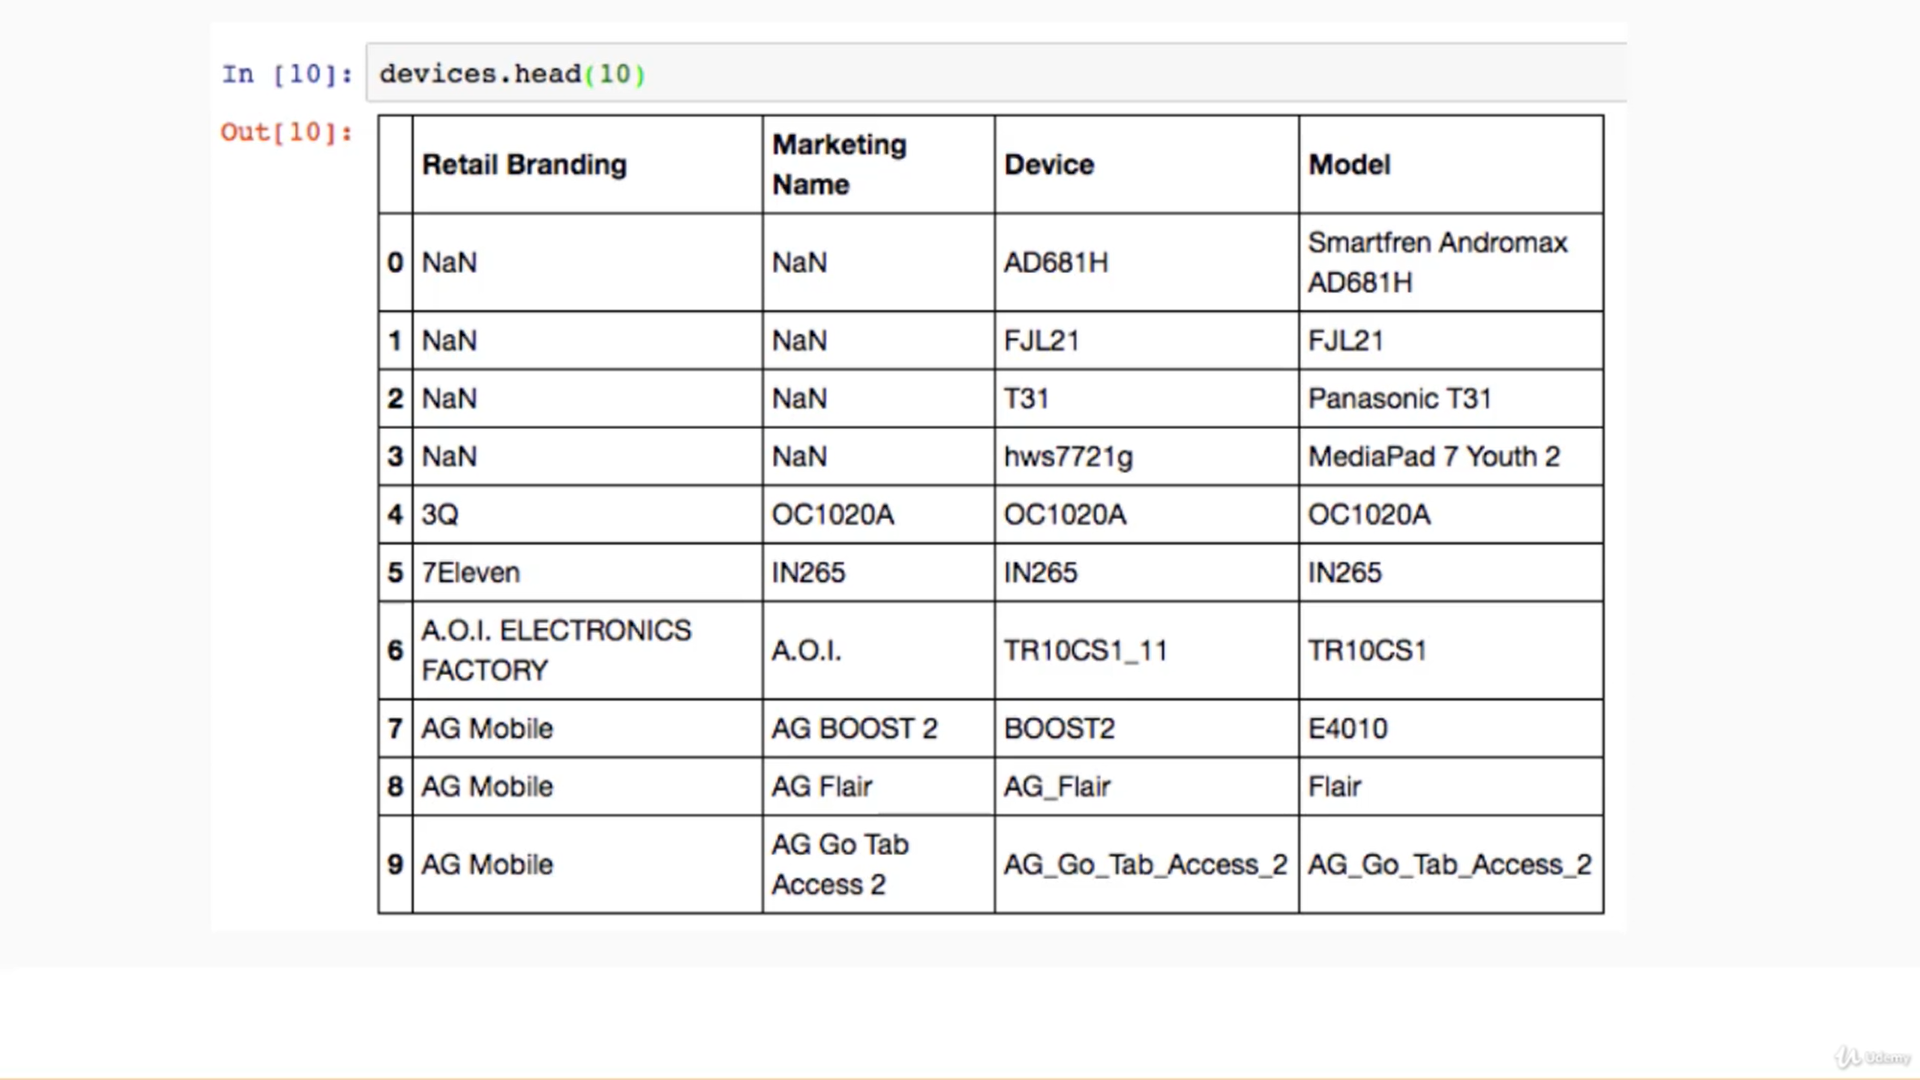 In [10]: devices.head(10)
Out[10]:
Retail Branding Marketing Name Device Model
0 NaN NaN AD681H Smartfren Andromax AD681H
1 NaN NaN FJL21 FJL21
2 NaN NaN T31 Panasonic T31
3 NaN NaN hws7721g MediaPad 7 Youth 2
4 3Q OC1020A OC1020A OC1020A
5 7Eleven IN265 IN265 IN265
6 A.O.I. ELECTRONICS FACTORY A.O.I. TR10CS1_11 TR10CS1
7 AG Mobile AG BOOST 2 BOOST2 E4010
8 AG Mobile AG Flair AG_Flair Flair
9 AG Mobile AG Go Tab Access 2 AG_Go_Tab_Access_2 AG_Go_Tab_Access_2
Udemy